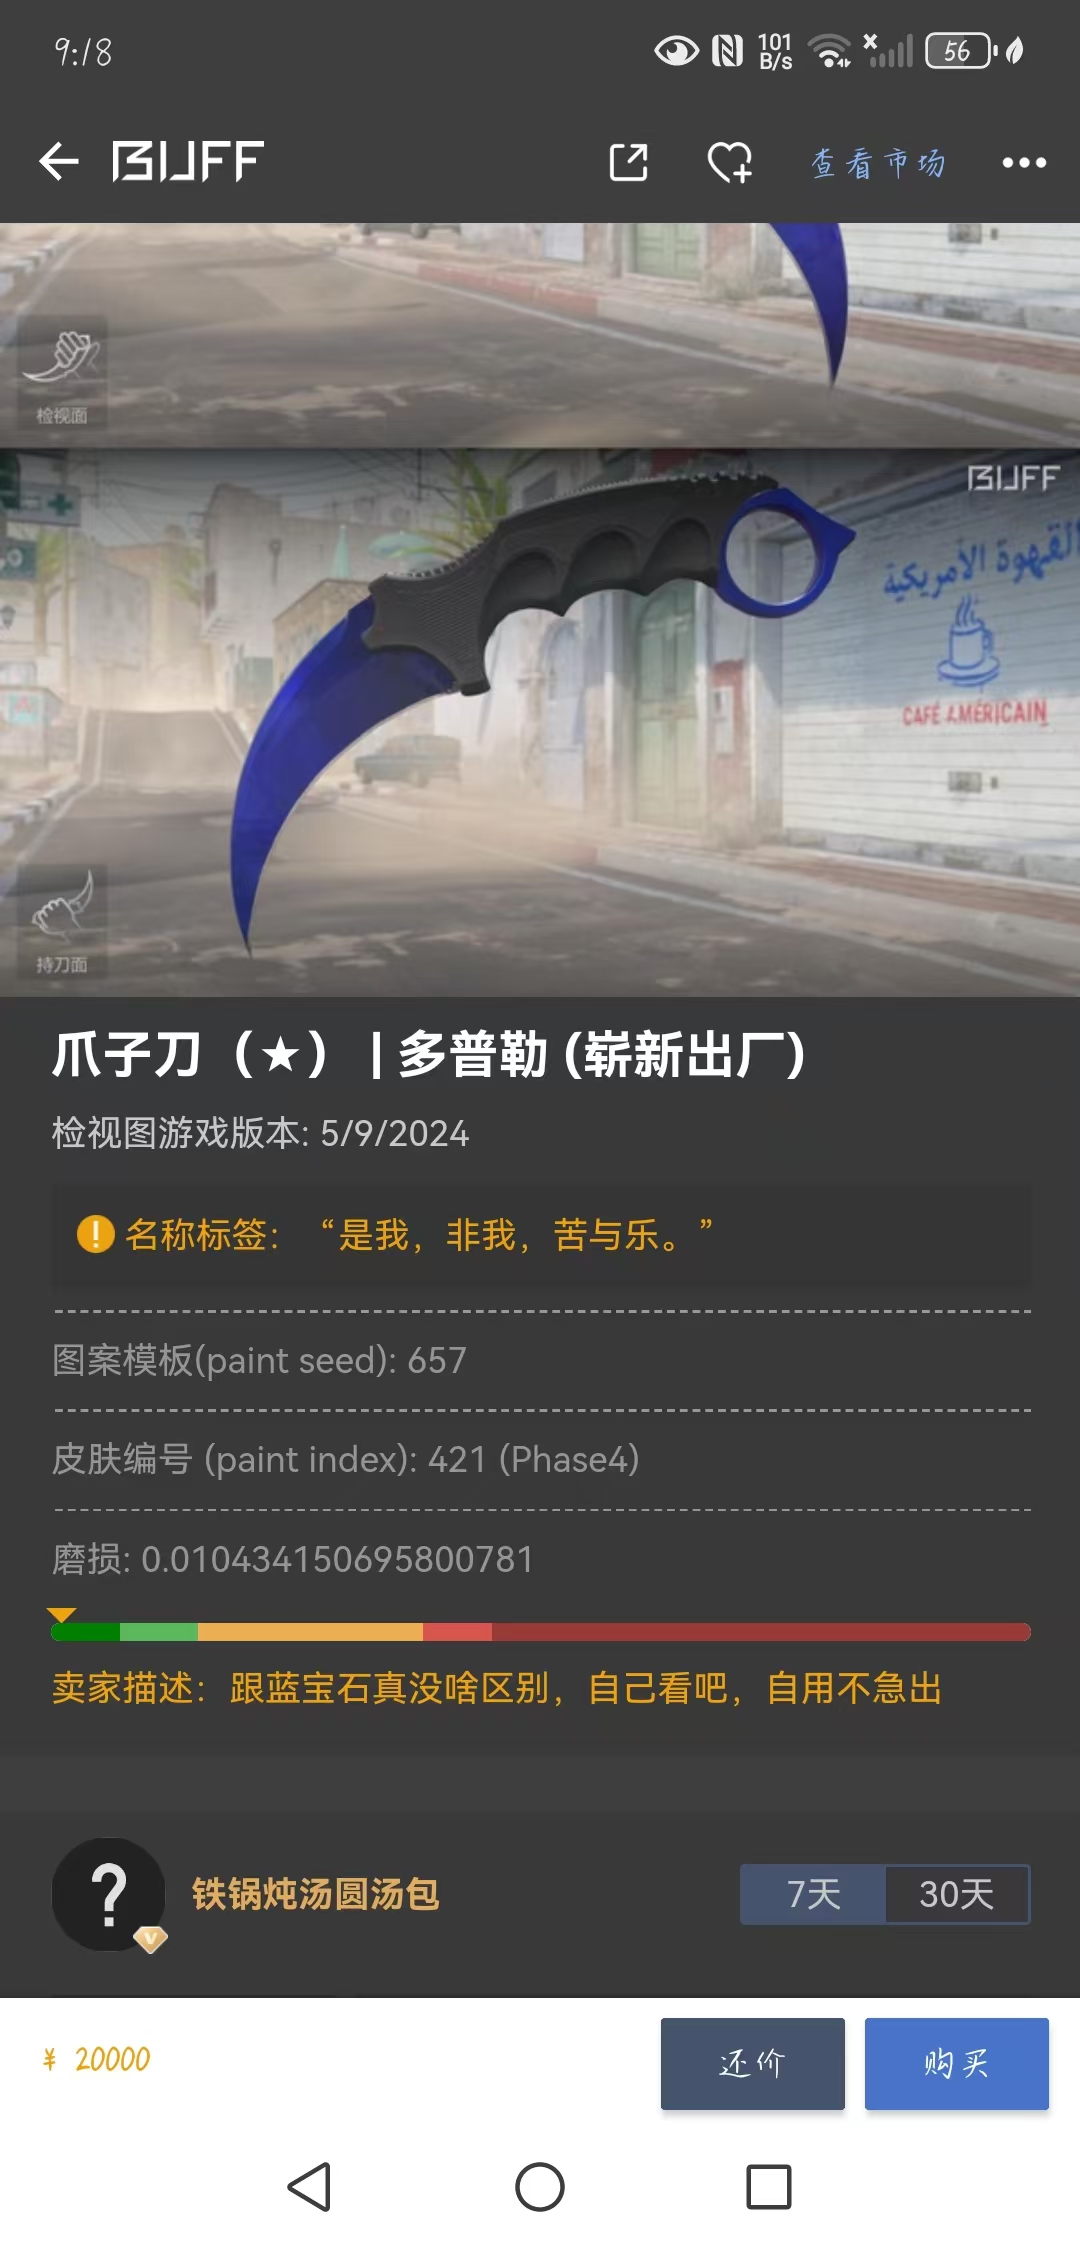 9:18
101 B/s
56
BUFF
查看市场
检视面
BUFF
القهوة الأمريكية
CAFÉ AMÉRICAIN
持刀面
爪子刀（★） | 多普勒 (崭新出厂)
检视图游戏版本: 5/9/2024
名称标签： “是我，非我，苦与乐。”
图案模板(paint seed): 657
皮肤编号 (paint index): 421 (Phase4)
磨损: 0.010434150695800781
卖家描述：跟蓝宝石真没啥区别，自己看吧，自用不急出
铁锅炖汤圆汤包
7天
30天
¥ 20000
还价
购买